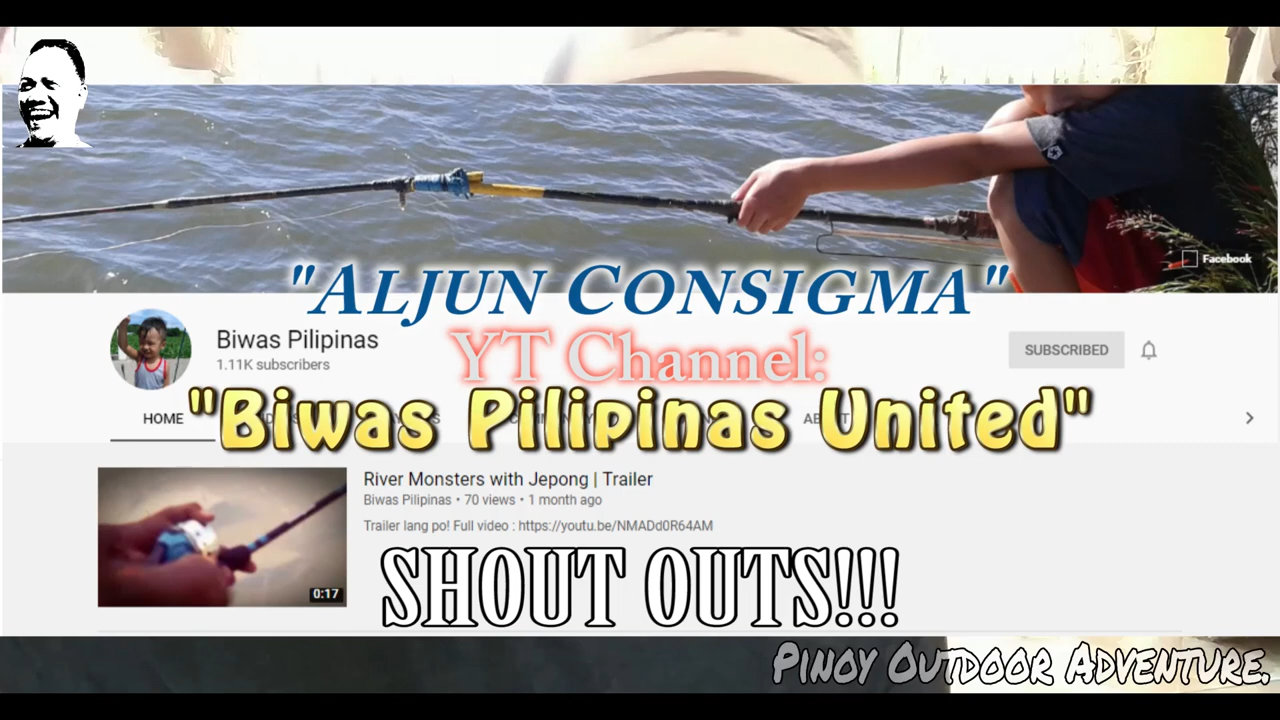 Facebook
"ALJUN CONSIGMA"
Biwas Pilipinas
1.11K subscribers
SUBSCRIBED
YT Channel:
HOME
"Biwas Pilipinas United"
River Monsters with Jepong | Trailer
Biwas Pilipinas • 70 views • 1 month ago
Trailer lang po! Full video : https://youtu.be/NMADd0R64AM
0:17
SHOUT OUTS!!!
PINOY OUTDOOR ADVENTURE.